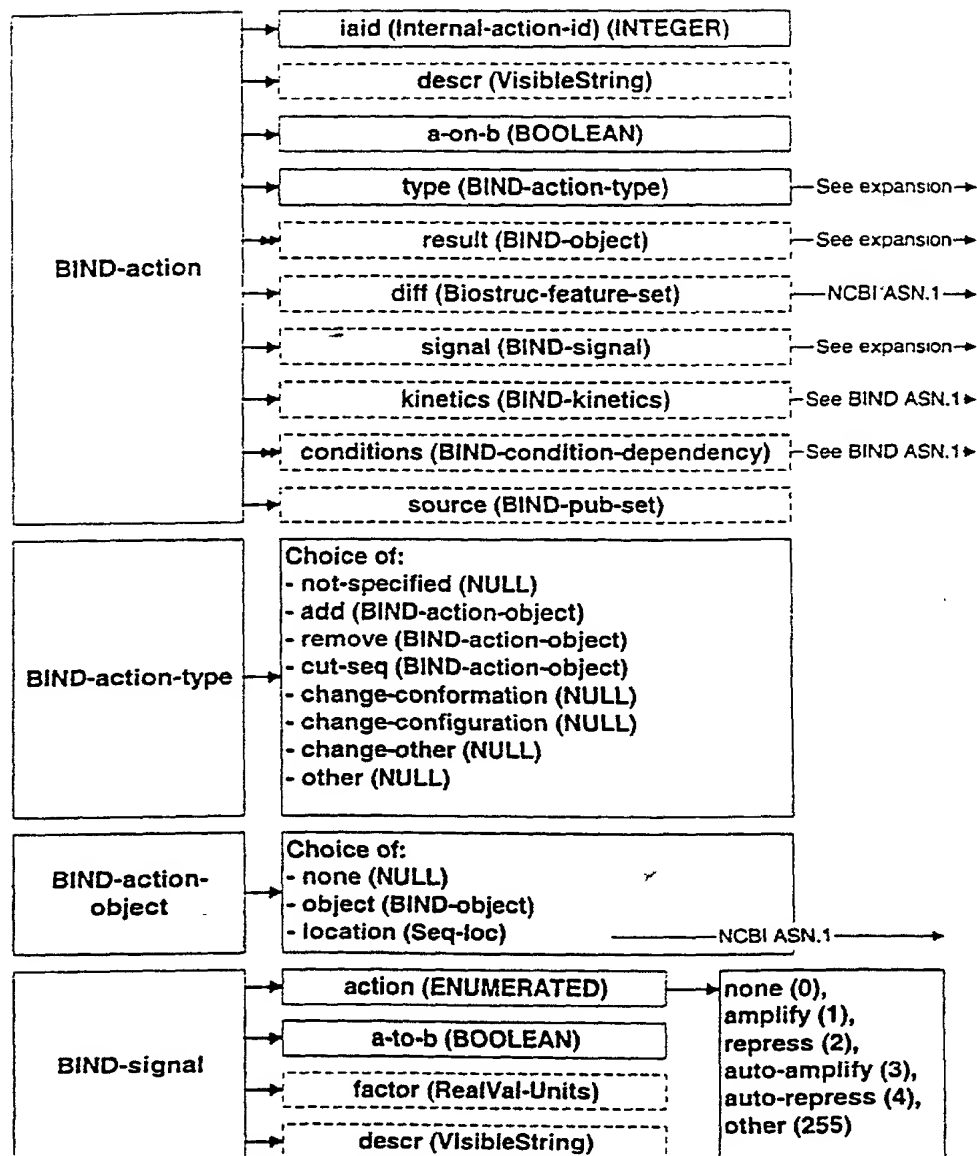 iaid (Internal-action-id) (INTEGER)
descr (VisibleString)
a-on-b (BOOLEAN)
type (BIND-action-type)
See expansion
BIND-action
result (BIND-object)
See expansion
diff (Biostruc-feature-set)
NCBI ASN.1
signal (BIND-signal)
See expansion
kinetics (BIND-kinetics)
See BIND ASN.1
conditions (BIND-condition-dependency)
See BIND ASN.1
source (BIND-pub-set)
BIND-action-type
Choice of:
- not-specified (NULL)
- add (BIND-action-object)
- remove (BIND-action-object)
- cut-seq (BIND-action-object)
- change-conformation (NULL)
- change-configuration (NULL)
- change-other (NULL)
- other (NULL)
BIND-action-
object
Choice of:
- none (NULL)
- object (BIND-object)
- location (Seq-loc)
NCBI ASN.1
BIND-signal
action (ENUMERATED)
a-to-b (BOOLEAN)
factor (RealVal-Units)
descr (VisibleString)
none (0),
amplify (1),
repress (2),
auto-amplify (3),
auto-repress (4),
other (255)